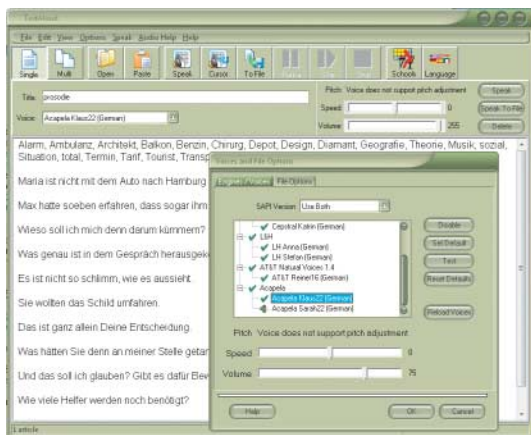 TextAloud
File Edit View Options Speak Audio Help Help
Single Multi Open Paste Speak Cursor To File Schools Language
Title: prosodie
Pitch: Voice does not support pitch adjustment
Speak
Speed: 0
Speak To File
Voice: Acapela Klaus22 (German)
Volume: 255
Delete
Alarm, Ambulanz, Architekt, Balkon, Benzin, Chirurg, Depot, Design, Diamant, Geografie, Theorie, Musik, sozial,
Situation, total, Termin, Tarif, Tourist, Transp
Maria ist nicht mit dem Auto nach Hamburg
Max hatte soeben erfahren, dass sogar ihm
Wieso soll ich mich denn darum kümmern?
Was genau ist in dem Gespräch herausgek
Es ist nicht so schlimm, wie es aussieht
Sie wollten das Schild umfahren.
Das ist ganz allein Deine Entscheidung.
Was hätten Sie denn an meiner Stelle getan
Und das soll ich glauben? Gibt es dafür Bew
Wie viele Helfer werden noch benötigt?
1 article
Voices and File Options
File Options
SAPI Version: Use Both
Cepstral Katrin (German)
L&H
LH Anna (German)
LH Stefan (German)
AT&T Natural Voices 1.4
AT&T Reiner16 (German)
Acapela
Acapela Klaus22 (German)
Acapela Sarah22 (German)
Disable
Set Default
Test
Reset Defaults
Reload Voices
Pitch Voice does not support pitch adjustment
Speed 0
Volume 75
Help OK Cancel